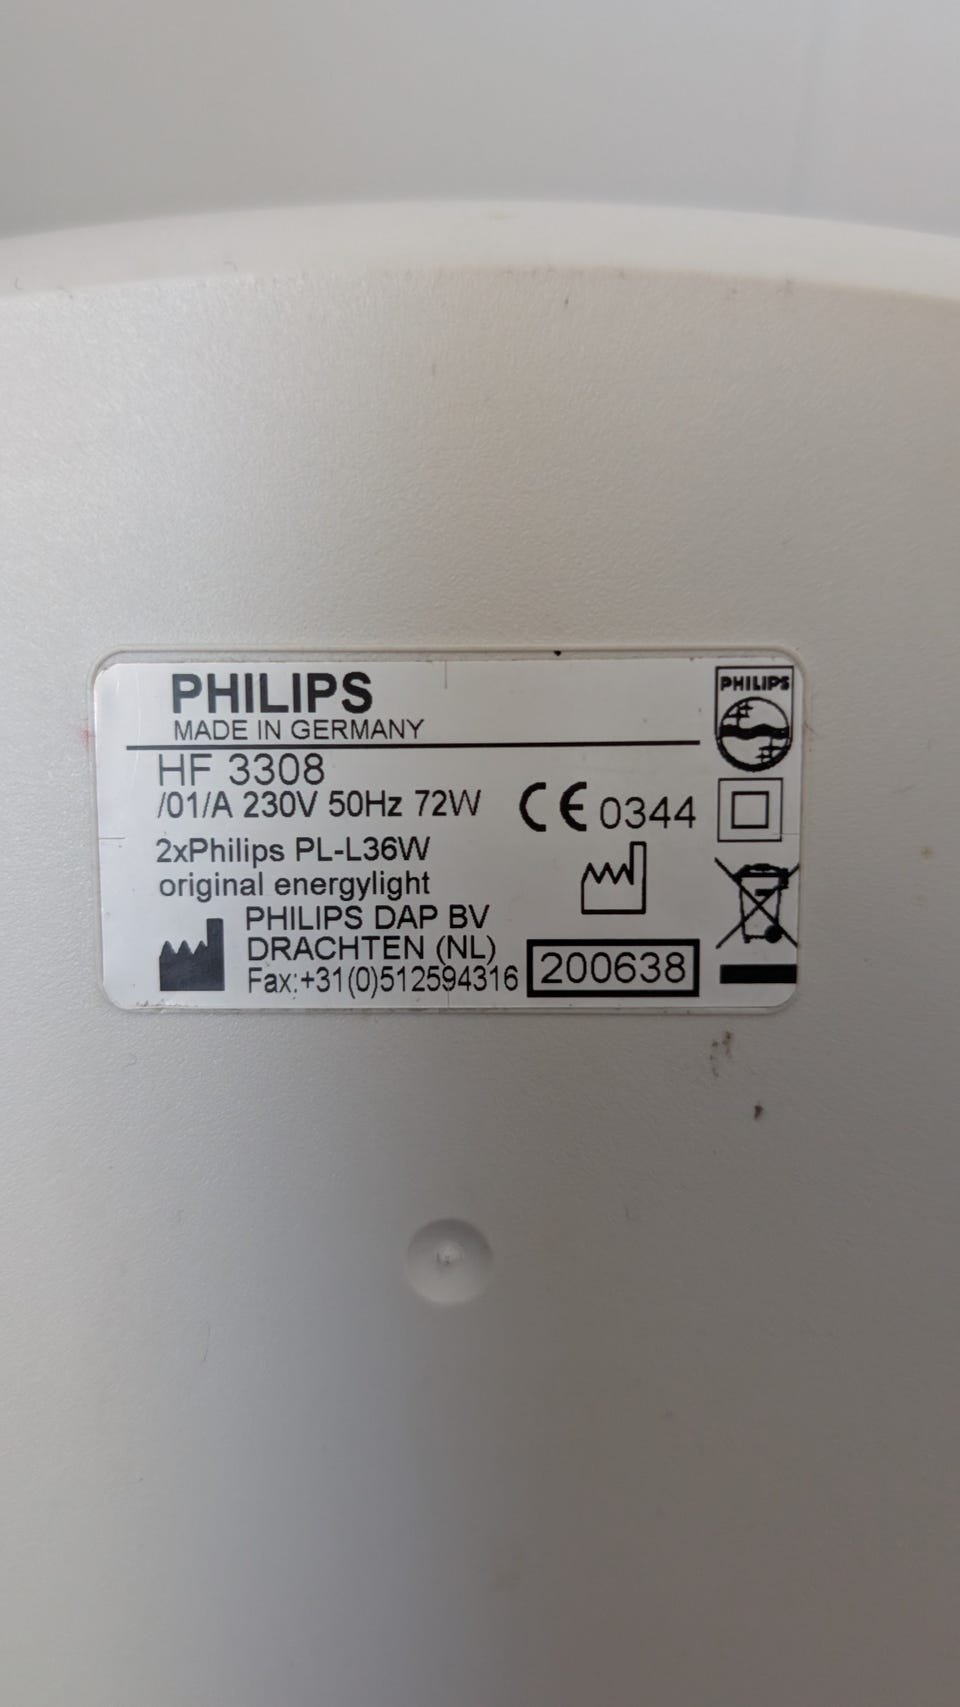 PHILIPS
MADE IN GERMANY
PHILIPS
HF 3308
/01/A 230V 50Hz 72W
CE 0344
2xPhilips PL-L36W
original energylight
PHILIPS DAP BV
DRACHTEN (NL)
Fax:+31(0)512594316
200638